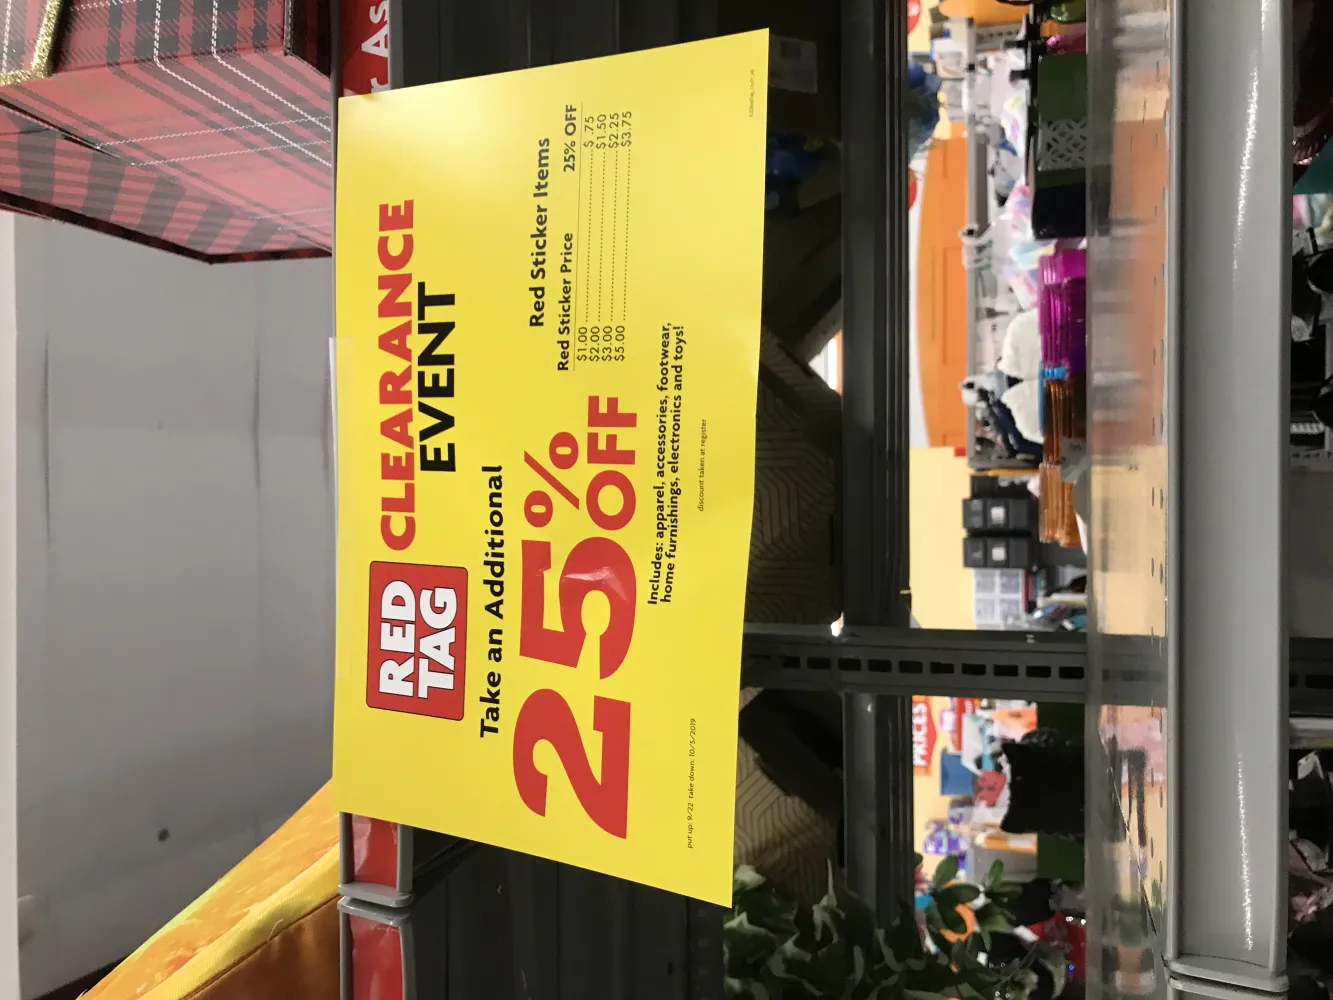 RED
TAG
CLEARANCE
EVENT
Take an Additional
25%
OFF
Red Sticker Items
Red Sticker Price 25% OFF
$1.00 $ .75
$2.00 $1.50
$3.00 $2.25
$5.00 $3.75
Includes: apparel, accessories, footwear,
home furnishings, electronics and toys!
discount taken at register
put up: 9/22 take down: 10/5/2019
r As
PRICES